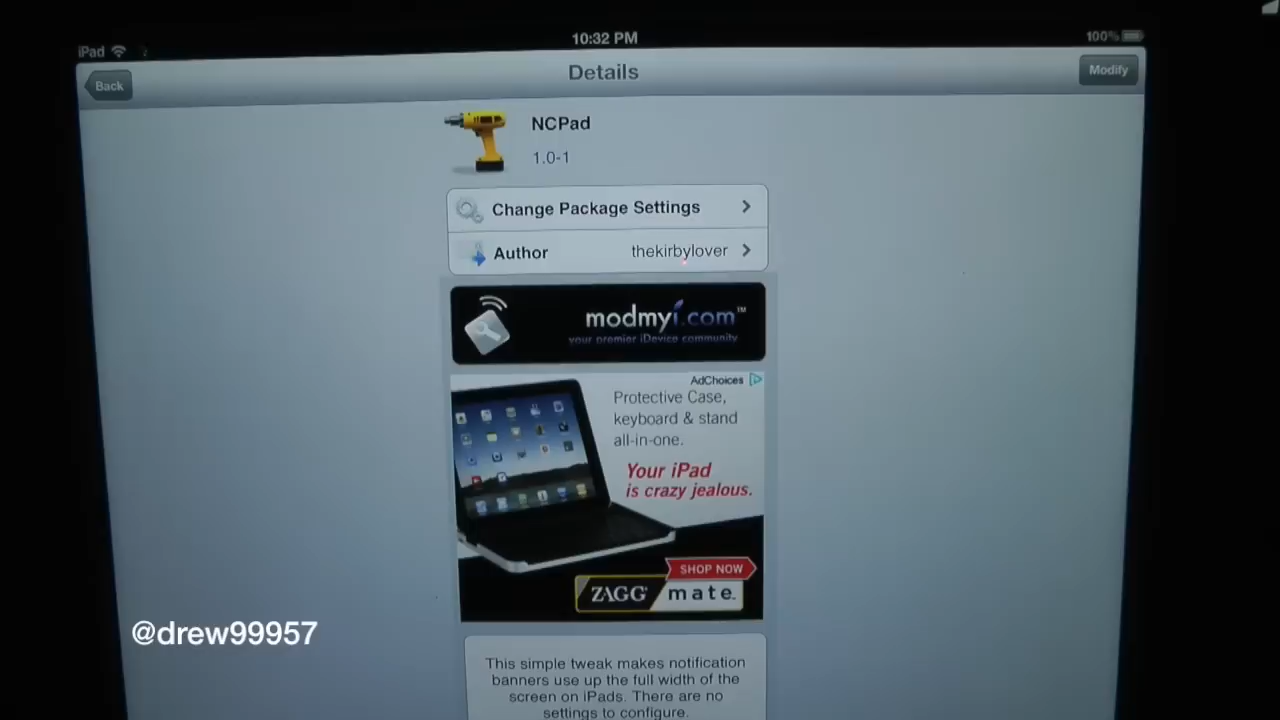 iPad
10:32 PM
100%
Back
Details
Modify
NCPad
1.0-1
Change Package Settings
Author
thekirbylover
modmyi.com™
your premier iDevice community
AdChoices
Protective Case,
keyboard & stand
all-in-one.
Your iPad
is crazy jealous.
SHOP NOW
ZAGG mate.
@drew99957
This simple tweak makes notification
banners use up the full width of the
screen on iPads. There are no
settings to configure.